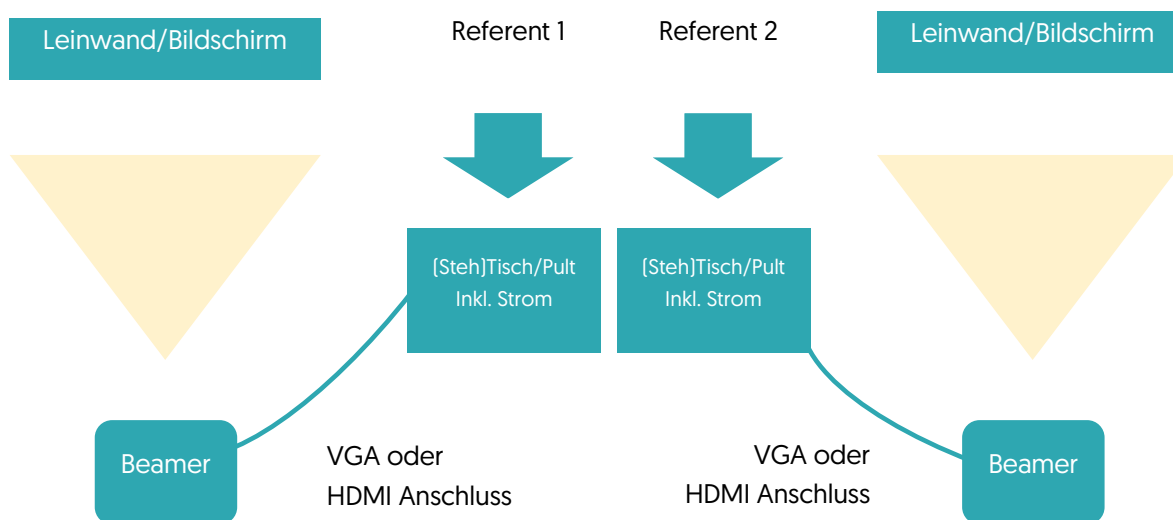 Leinwand/Bildschirm
Referent 1
Referent 2
Leinwand/Bildschirm
(Steh)Tisch/Pult
Inkl. Strom
(Steh)Tisch/Pult
Inkl. Strom
Beamer
VGA oder
HDMI Anschluss
VGA oder
HDMI Anschluss
Beamer